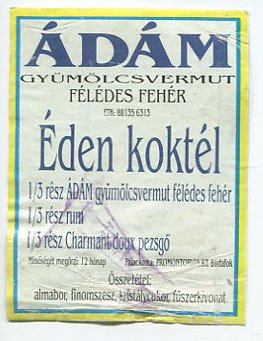 ÁDÁM
GYÜMÖLCSVERMUT
FÉLÉDES FEHÉR
ETK: 88135 6313
Éden koktél
1/3 rész ÁDÁM gyümölcsvermut félédes fehér
1/3 rész rum
1/3 rész Charmant doux pezsgő
Minőségét megőrzi: 12 hónap Palackozta: PROMONTORVIN RT. Budafok
Összetétel:
almabor, finomszesz, kristálycukor, fűszerkivonat